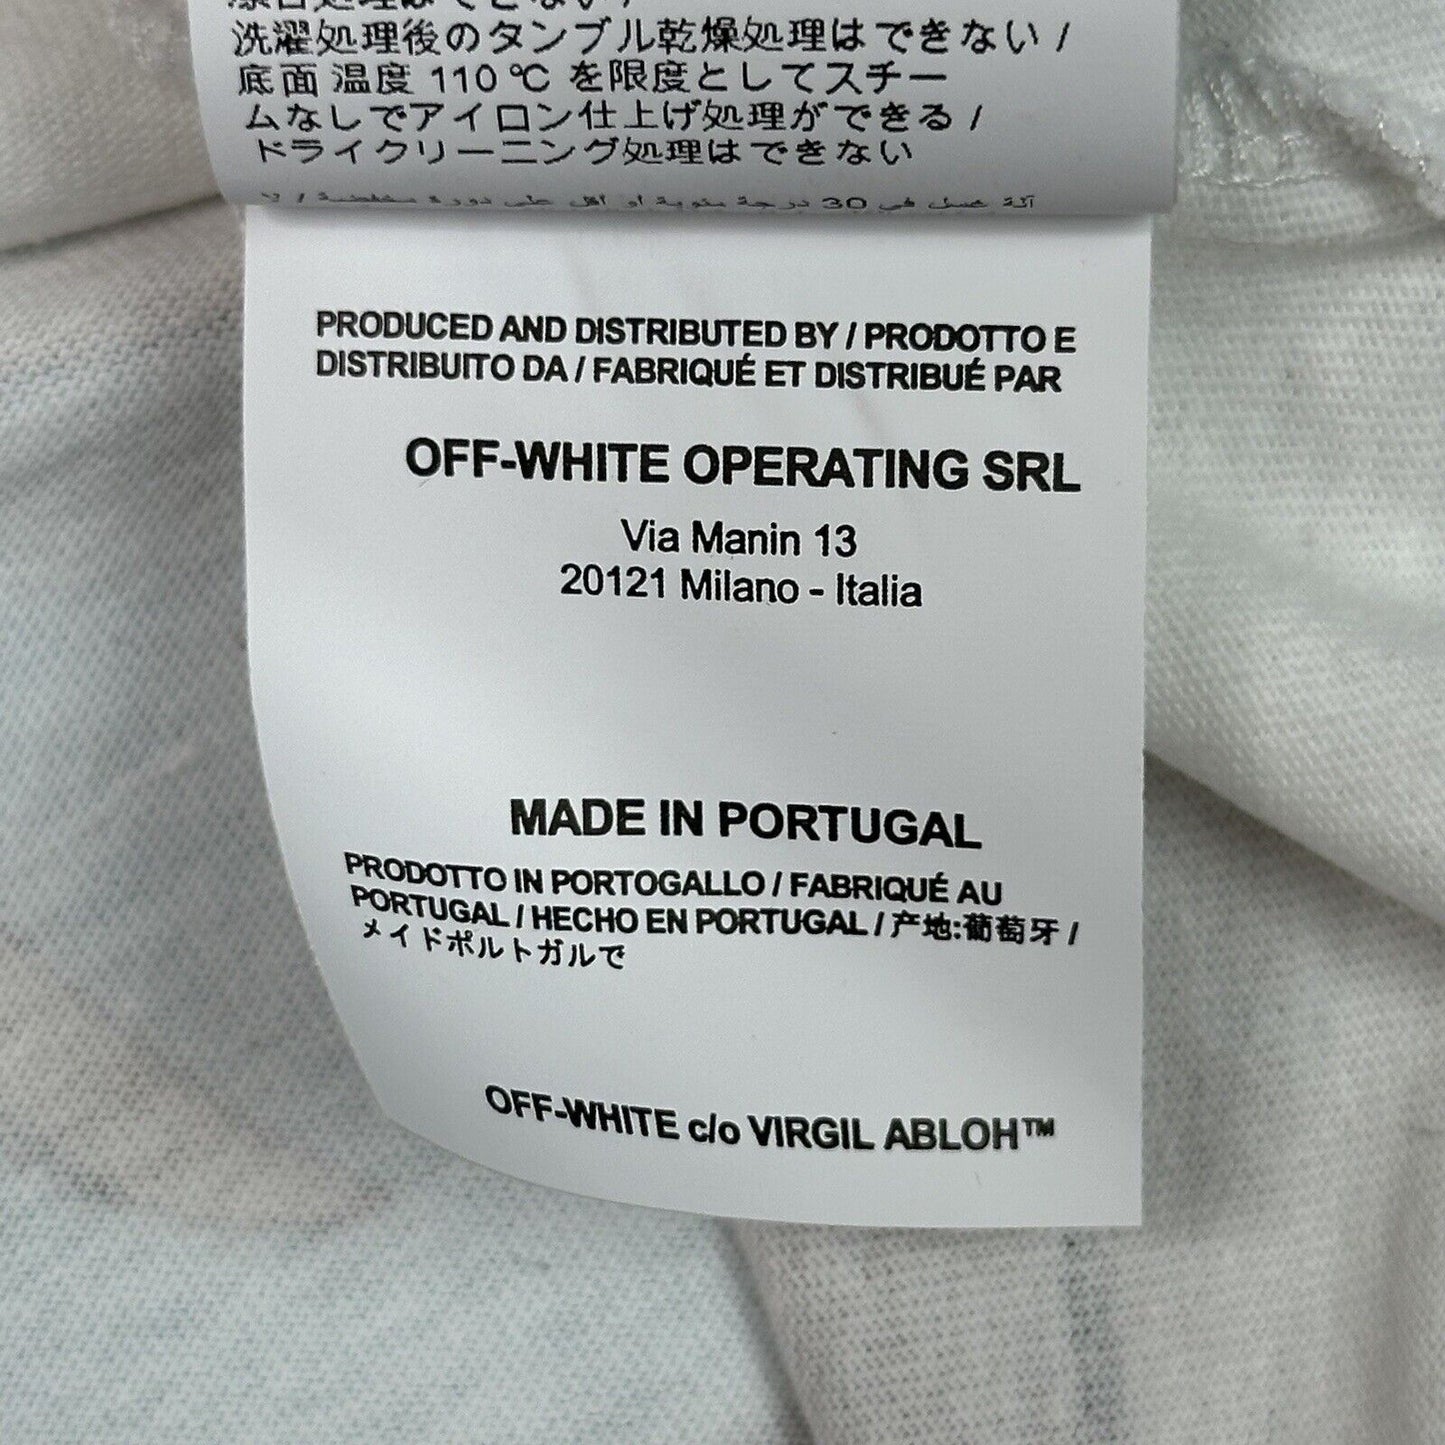 洗濯処理後のタンブル乾燥処理はできない /
底面温度 110 ℃ を限度としてスチー
ムなしでアイロン仕上げ処理ができる /
ドライクリーニング処理はできない
PRODUCED AND DISTRIBUTED BY / PRODOTTO E
DISTRIBUITO DA / FABRIQUÉ ET DISTRIBUÉ PAR
OFF-WHITE OPERATING SRL
Via Manin 13
20121 Milano - Italia
MADE IN PORTUGAL
PRODOTTO IN PORTOGALLO / FABRIQUÉ AU
PORTUGAL / HECHO EN PORTUGAL / 产地:葡萄牙 /
メイドポルトガルで
OFF-WHITE c/o VIRGIL ABLOH™